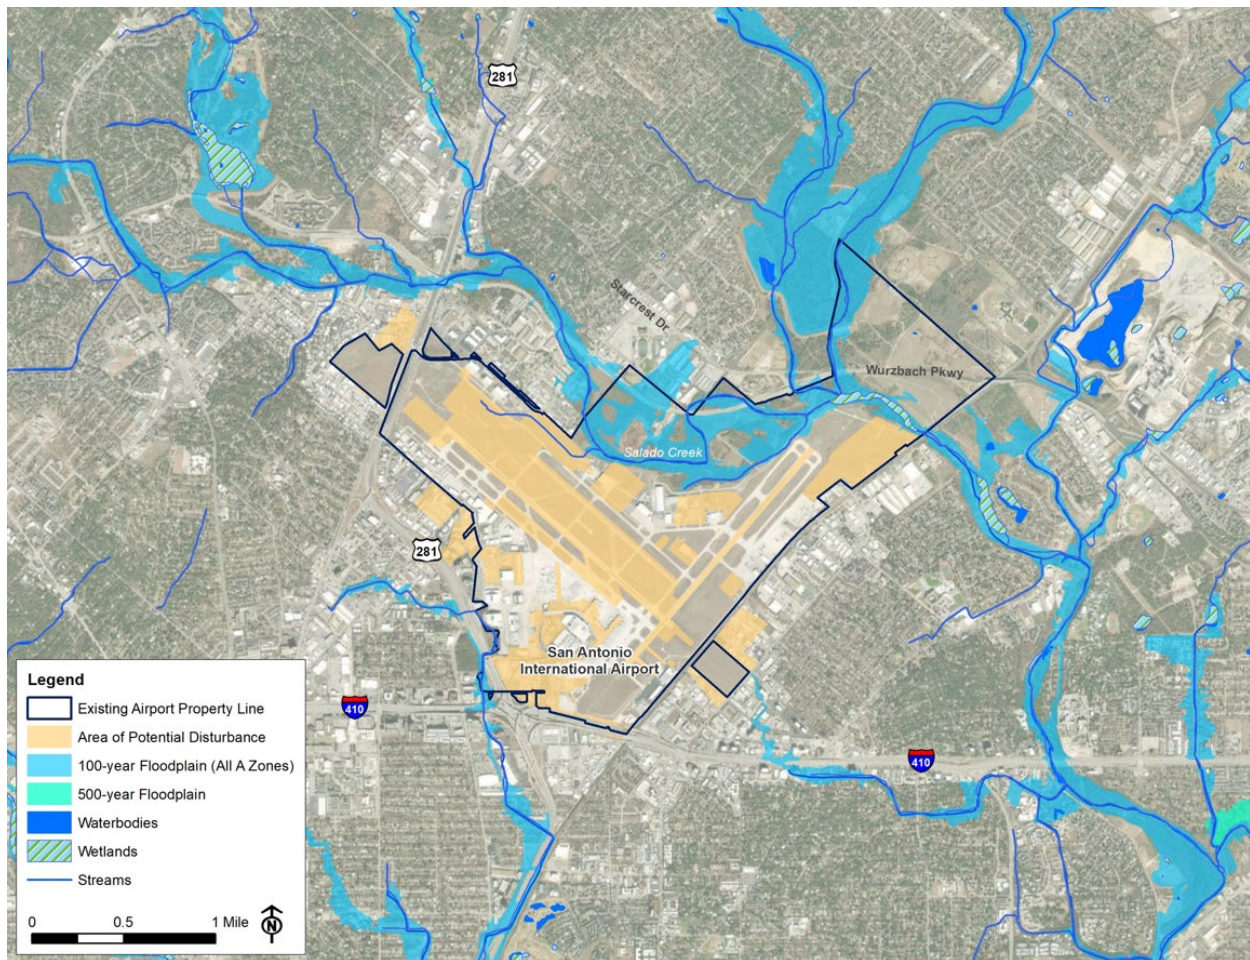 281
Starcrest Dr
Wurzbach Pkwy
Salado Creek
281
San Antonio
International Airport
410
410
Legend
Existing Airport Property Line
Area of Potential Disturbance
100-year Floodplain (All A Zones)
500-year Floodplain
Waterbodies
Wetlands
Streams
0 0.5 1 Mile
N